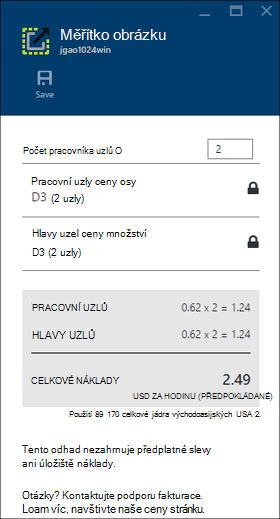 Měřítko obrázku
jgao1024win
Save
Počet pracovníka uzlů O
2
Pracovní uzly ceny osy
D3 (2 uzly)
Hlavy uzel ceny množství
D3 (2 uzly)
PRACOVNÍ UZLŮ 0.62 x 2 = 1.24
HLAVY UZLŮ 0.62 x 2 = 1.24
CELKOVÉ NÁKLADY 2.49
USD ZA HODINU (PŘEDPOKLÁDANÉ)
Použití 89 170 celkové jádra východoasijských USA 2.
Tento odhad nezahrnuje předplatné slevy
ani úložiště náklady.
Otázky? Kontaktujte podporu fakturace.
Loam víc, navštivte naše ceny stránku.